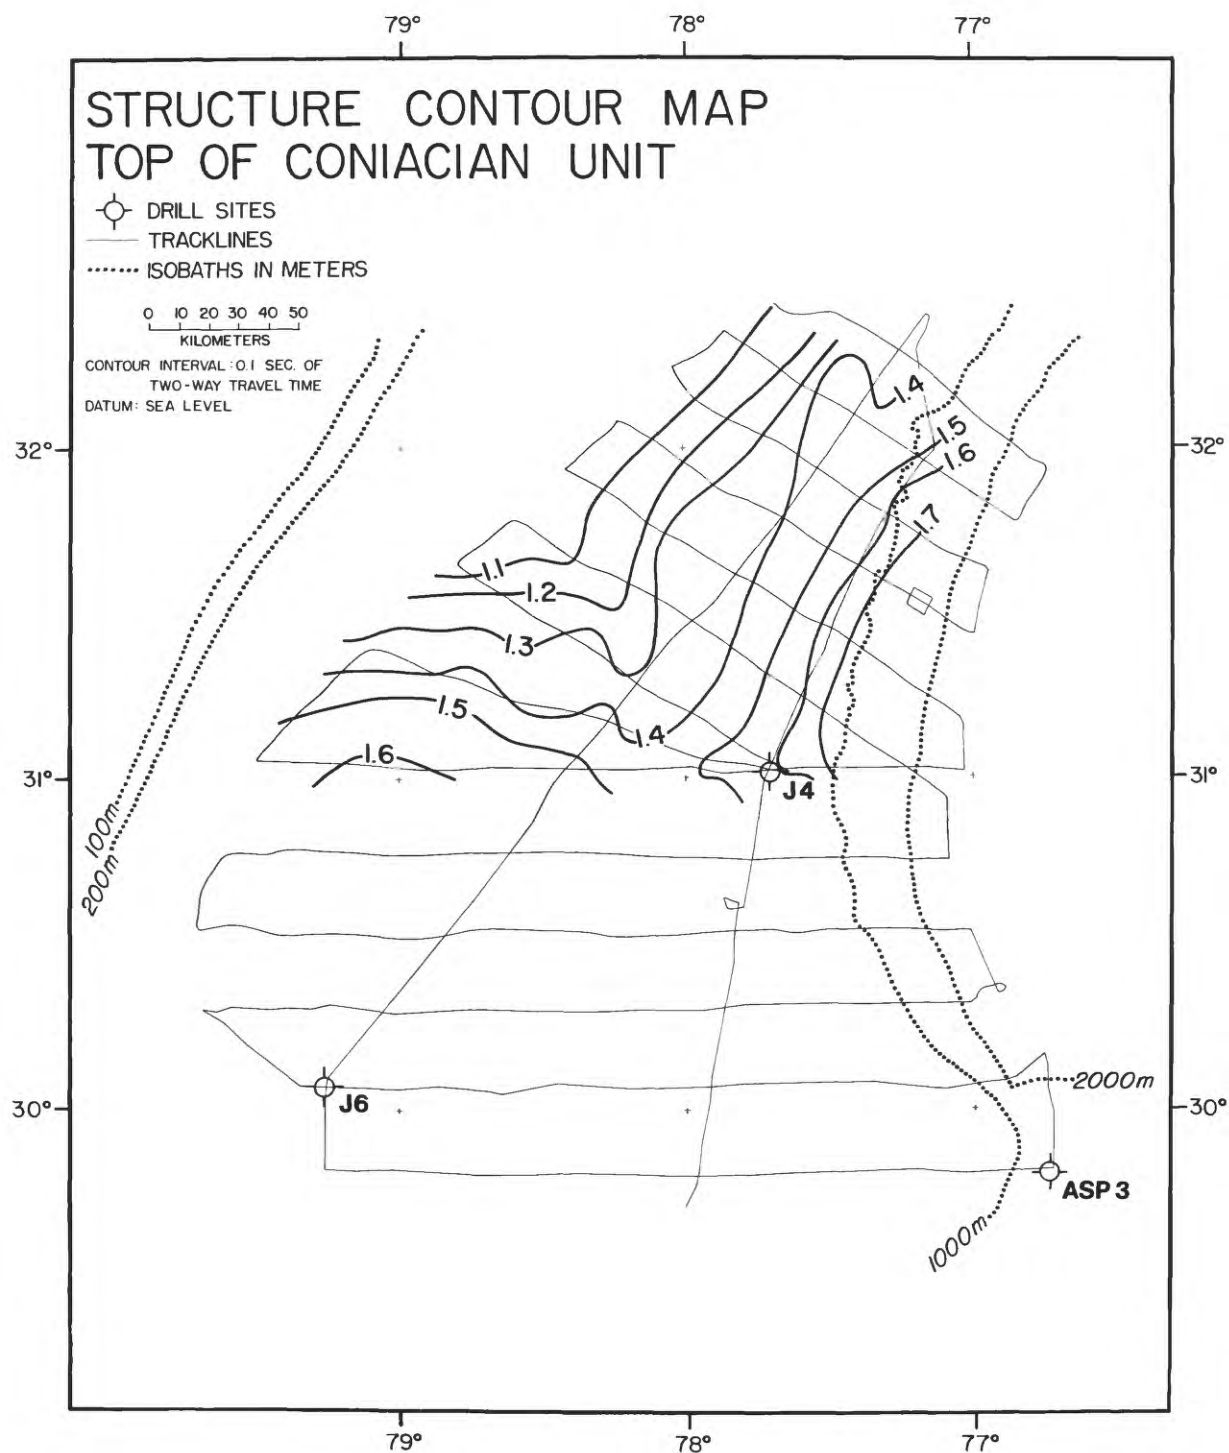 79° 78° 77°
STRUCTURE CONTOUR MAP
TOP OF CONIACIAN UNIT
DRILL SITES
TRACKLINES
ISOBATHS IN METERS
0 10 20 30 40 50
KILOMETERS
CONTOUR INTERVAL: 0.1 SEC. OF
TWO-WAY TRAVEL TIME
DATUM: SEA LEVEL
1.4
1.5
32° 32°
1.6
1.7
1.1
1.2
1.3
1.5
1.4
1.6
31° 31°
J4
100m
200m
2000m
30° 30°
J6
ASP 3
1000m
79° 78° 77°